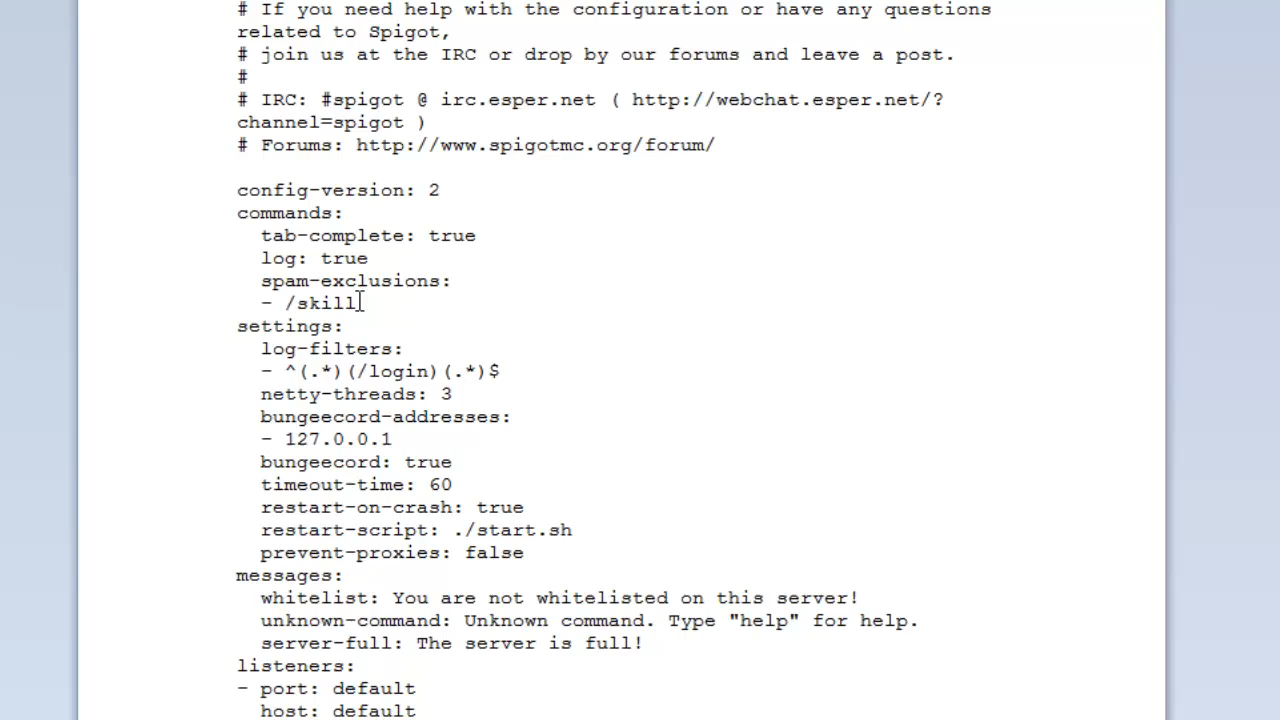 # If you need help with the configuration or have any questions
related to Spigot,
# join us at the IRC or drop by our forums and leave a post.
#
# IRC: #spigot @ irc.esper.net ( http://webchat.esper.net/?
channel=spigot )
# Forums: http://www.spigotmc.org/forum/

config-version: 2
commands:
  tab-complete: true
  log: true
  spam-exclusions:
  - /skill
settings:
  log-filters:
  - ^(.*)(/login)(.*)$
  netty-threads: 3
  bungeecord-addresses:
  - 127.0.0.1
  bungeecord: true
  timeout-time: 60
  restart-on-crash: true
  restart-script: ./start.sh
  prevent-proxies: false
messages:
  whitelist: You are not whitelisted on this server!
  unknown-command: Unknown command. Type "help" for help.
  server-full: The server is full!
listeners:
- port: default
  host: default